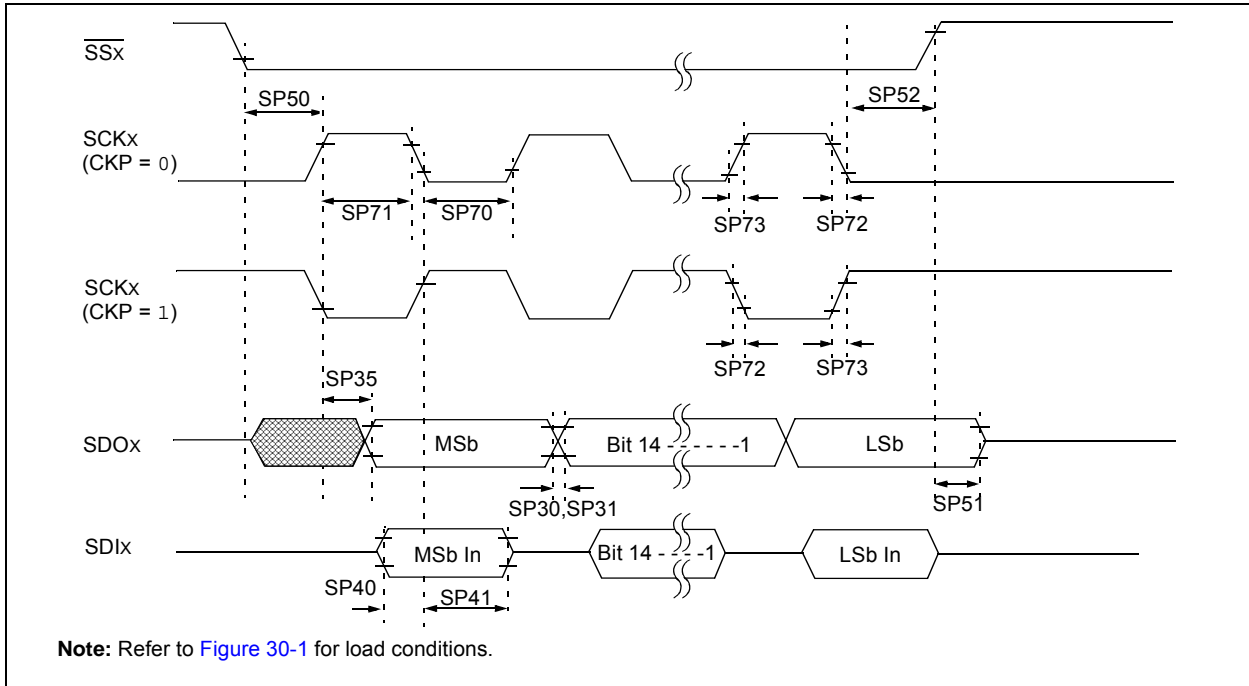 SSx
SP50
SP52
SCKx
(CKP = 0)
SP71
SP70
SP73
SP72
SCKx
(CKP = 1)
SP72
SP73
SP35
SDOx
MSb
Bit 14 - - - - - -1
LSb
SP30,SP31
SP51
SDIx
MSb In
Bit 14 - - - -1
LSb In
SP40
SP41
Note: Refer to Figure 30-1 for load conditions.